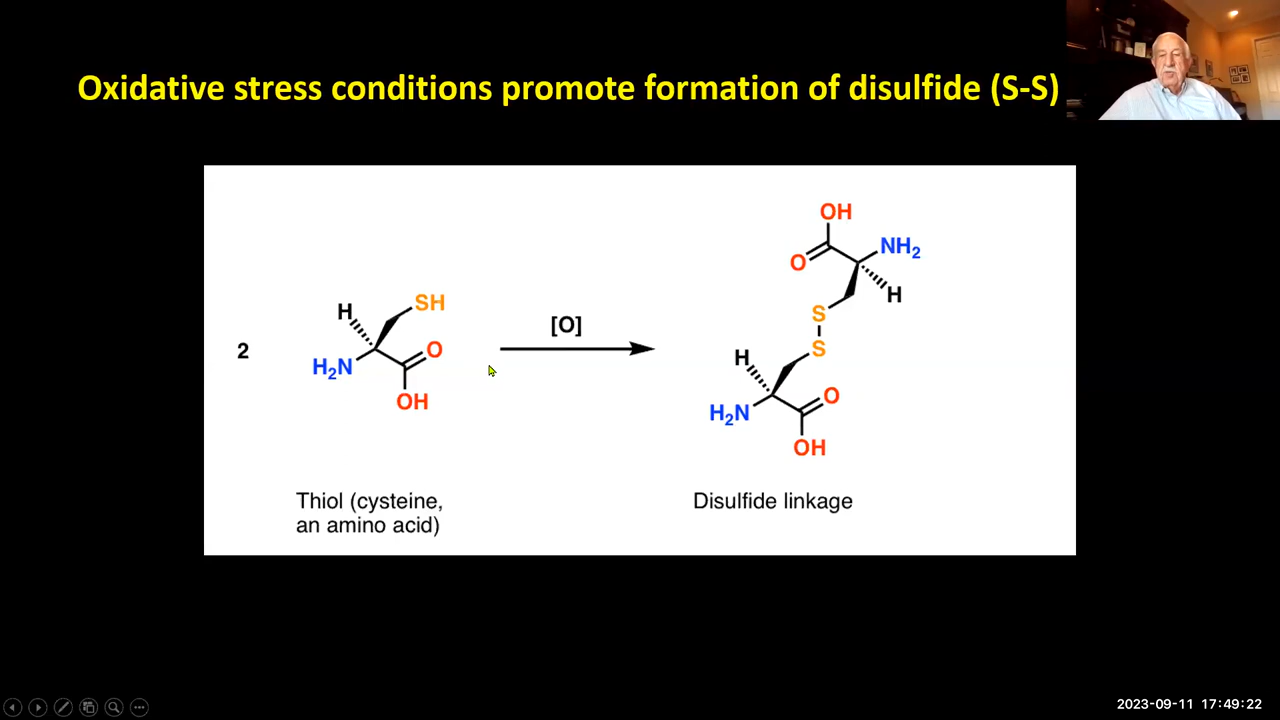 Oxidative stress conditions promote formation of disulfide (S-S)
OH
O
NH₂
H
S
S
H
SH
H₂N
O
OH
2
[O]
H
H₂N
O
OH
Thiol (cysteine,
an amino acid)
Disulfide linkage
2023-09-11 17:49:22